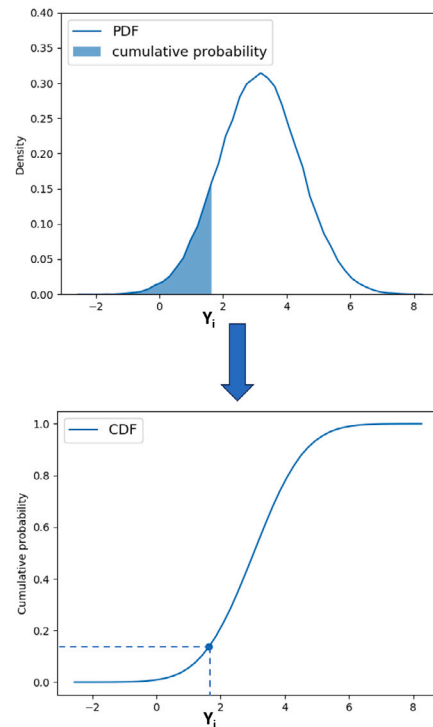 0.40
PDF
cumulative probability
0.35
0.30
0.25
0.20
0.15
0.10
0.05
0.00
Density
−2 0 2 4 6 8
Yi
CDF
1.0
0.8
0.6
0.4
0.2
0.0
Cumulative probability
−2 0 2 4 6 8
Yi